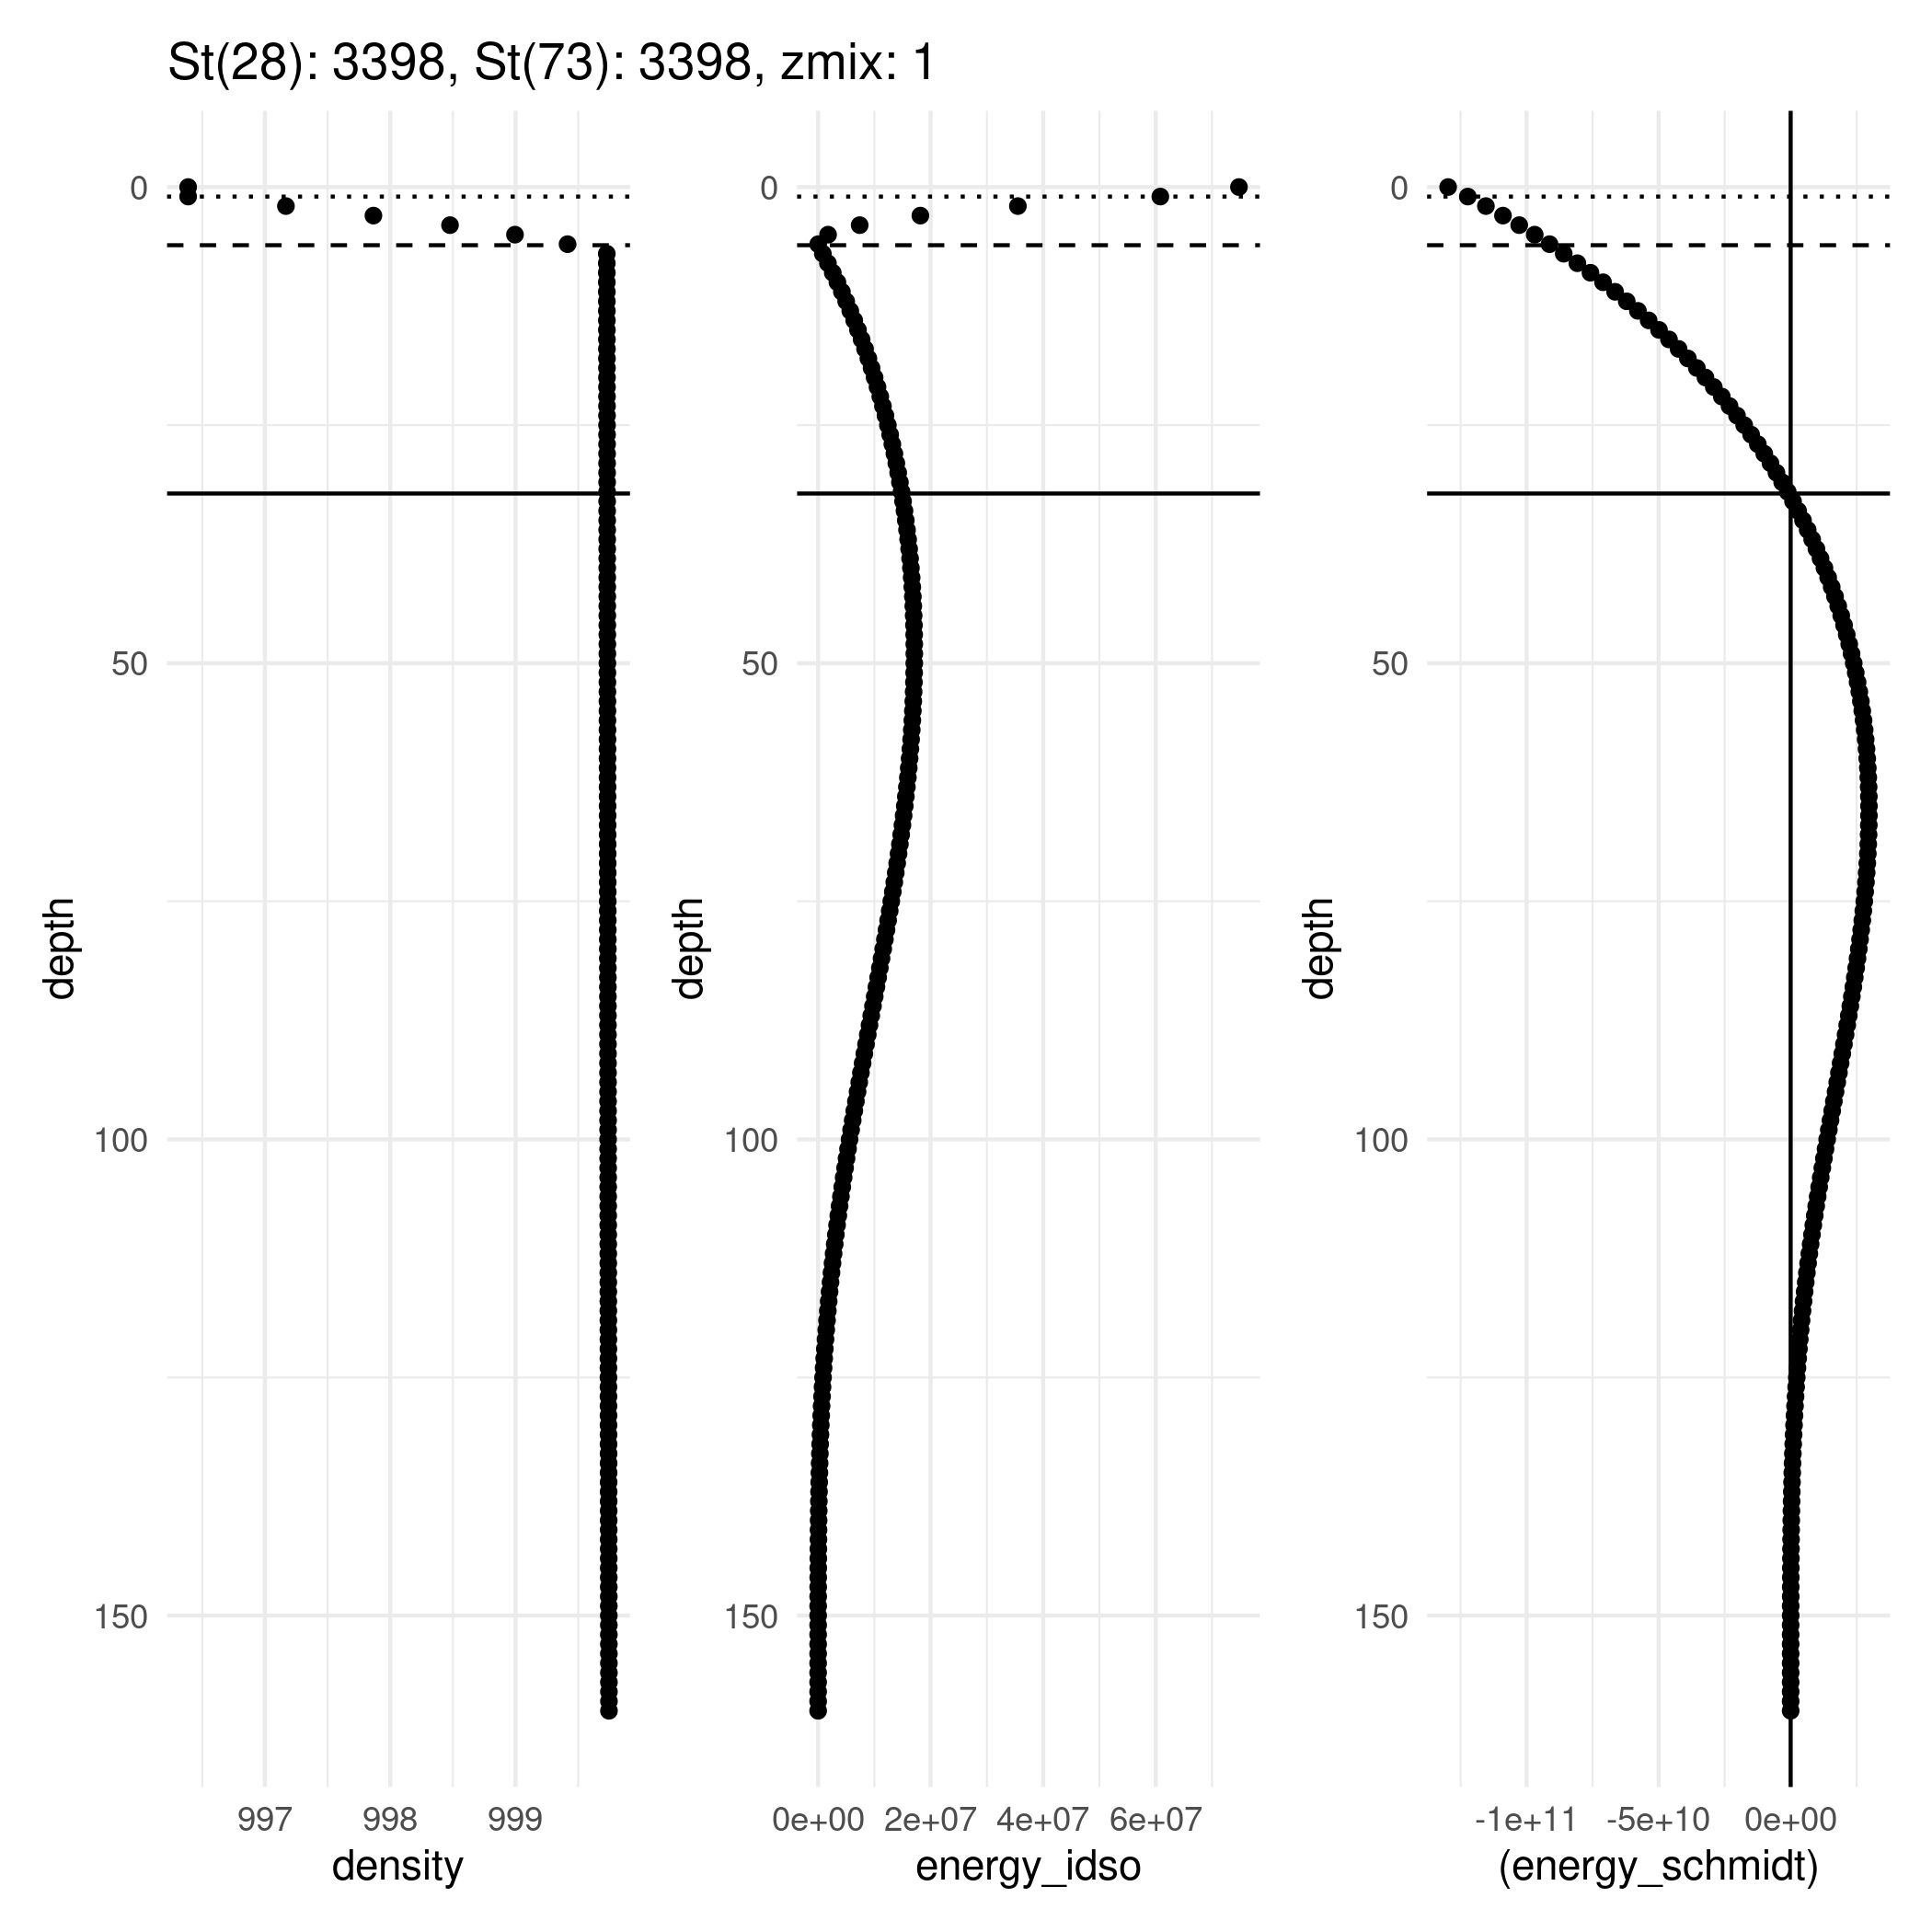 St(28): 3398, St(73): 3398, zmix: 1
0
50
100
150
depth
997 998 999
density
0
50
100
150
depth
0e+00 2e+07 4e+07 6e+07
energy_idso
0
50
100
150
depth
-1e+11 -5e+10 0e+00
(energy_schmidt)